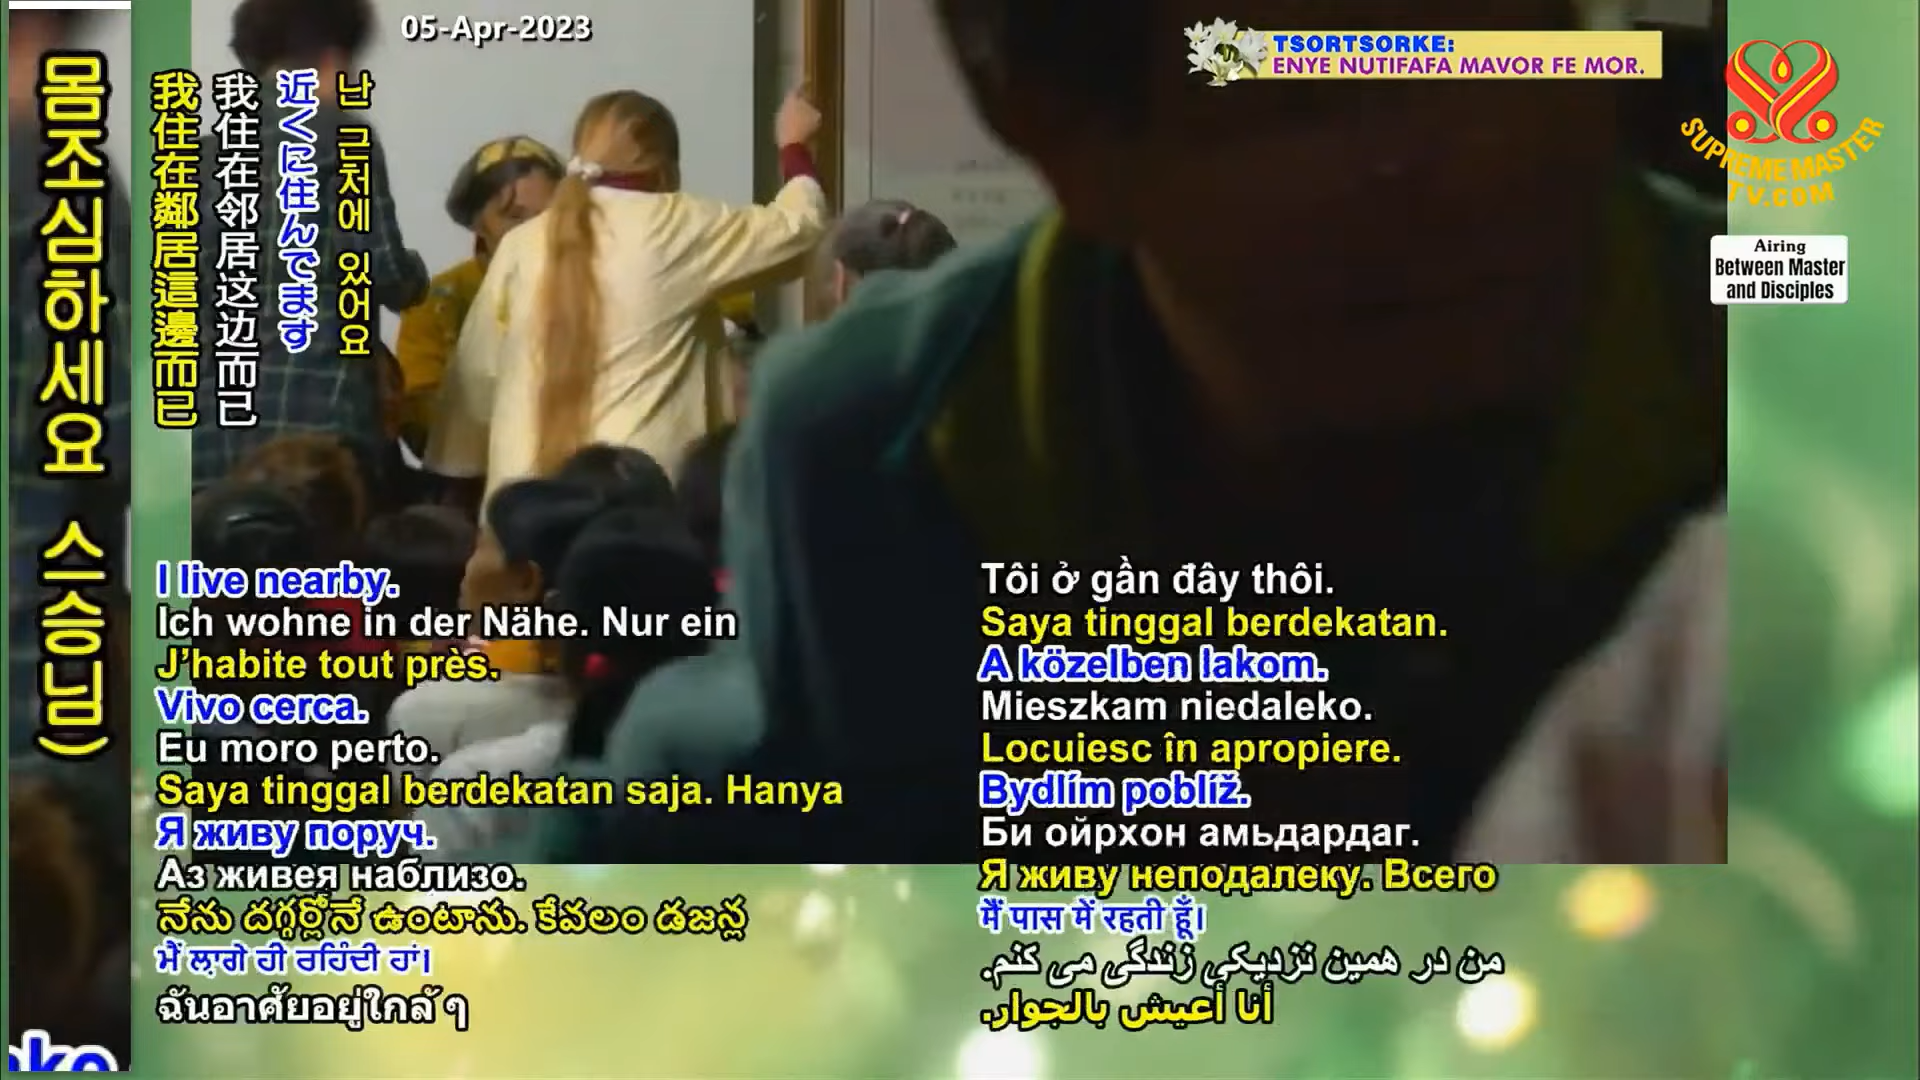 05-Apr-2023
TSORTSORKE:
ENYE NUTIFAFA MAVOR FE MOR.
SUPREME MASTER
TV.COM
Airing
Between Master
and Disciples
몸조심하세요 스승님)
我住在鄰居這邊而已
我住在邻居这边而已
近くに住んでます
난 근처에 있어요
I live nearby.
Ich wohne in der Nähe. Nur ein
J’habite tout près.
Vivo cerca.
Eu moro perto.
Saya tinggal berdekatan saja. Hanya
Я живу поруч.
Аз живея наблизо.
నేను దగ్గర్లోనే ఉంటాను. కేవలం డజన్ల
ਮੈਂ ਲਾਗੇ ਹੀ ਰਹਿੰਦੀ ਹਾਂ।
ฉันอาศัยอยู่ใกล้ ๆ
Tôi ở gần đây thôi.
Saya tinggal berdekatan.
A közelben lakom.
Mieszkam niedaleko.
Locuiesc în apropiere.
Bydlím poblíž.
Би ойрхон амьдардаг.
Я живу неподалеку. Всего
मैं पास में रहती हूँ।
من در همین نزدیکی زندگی می کنم.
أنا أعيش بالجوار.